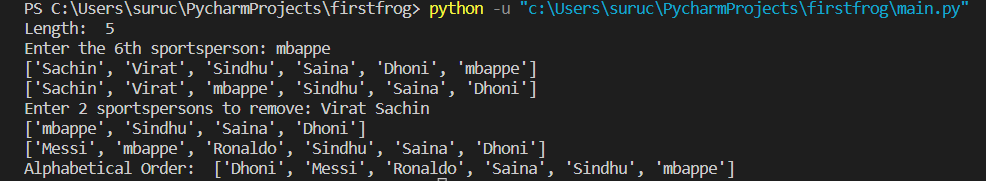 PS C:\Users\suruc\PycharmProjects\firstfrog> python -u "c:\Users\suruc\PycharmProjects\firstfrog\main.py"
Length:  5
Enter the 6th sportsperson: mbappe
['Sachin', 'Virat', 'Sindhu', 'Saina', 'Dhoni', 'mbappe']
['Sachin', 'Virat', 'mbappe', 'Sindhu', 'Saina', 'Dhoni']
Enter 2 sportspersons to remove: Virat Sachin
['mbappe', 'Sindhu', 'Saina', 'Dhoni']
['Messi', 'mbappe', 'Ronaldo', 'Sindhu', 'Saina', 'Dhoni']
Alphabetical Order:  ['Dhoni', 'Messi', 'Ronaldo', 'Saina', 'Sindhu', 'mbappe']